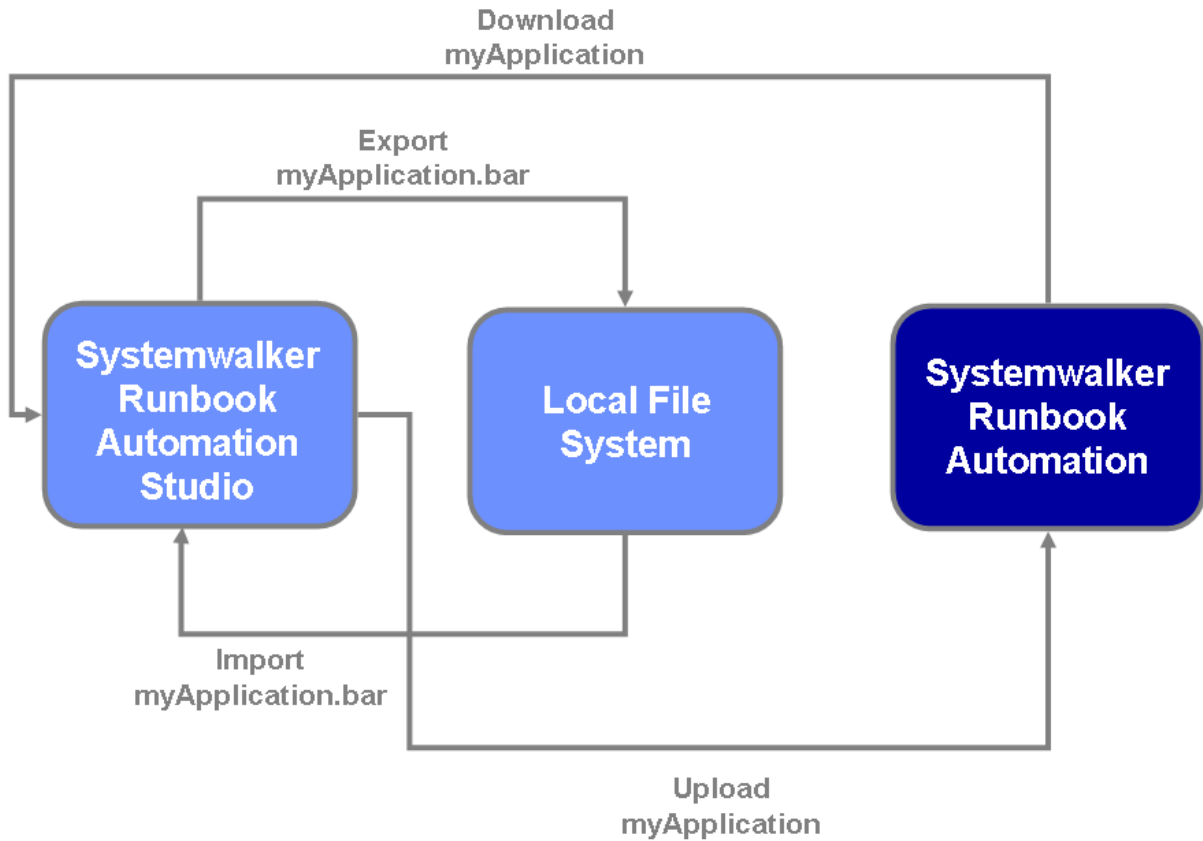 Download
myApplication
Export
myApplication.bar
Systemwalker
Runbook
Automation
Studio
Local File
System
Systemwalker
Runbook
Automation
Import
myApplication.bar
Upload
myApplication